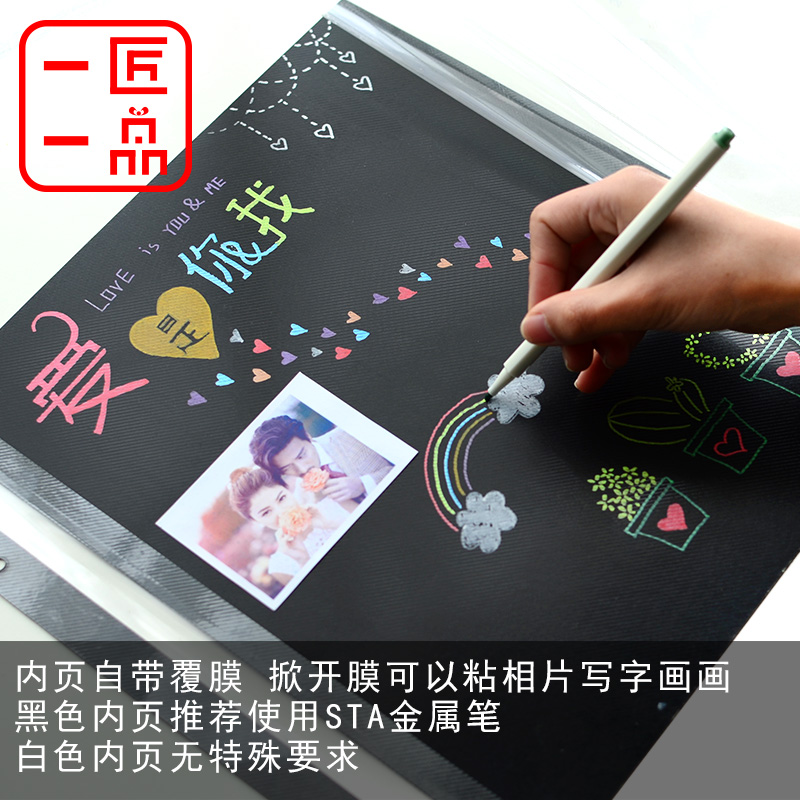 一匠
一品
LOVE is YOU & ME
爱是你我
内页自带覆膜 掀开膜可以粘相片写字画画
黑色内页推荐使用STA金属笔
白色内页无特殊要求